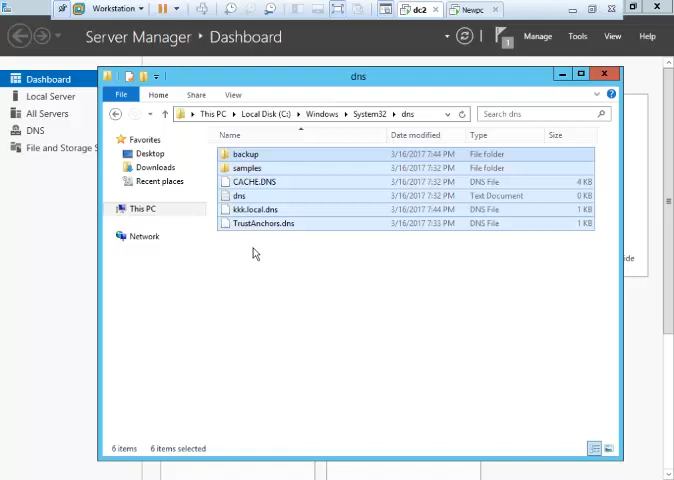 Workstation
dc2
Newpc
Server Manager
Dashboard
1
Manage Tools View Help
dns
File Home Share View
This PC
Local Disk (C:)
Windows
System32
dns
Search dns
Dashboard
Local Server
All Servers
DNS
File and Storage S
Favorites
Desktop
Downloads
Recent places
This PC
Network
Name Date modified Type Size
backup 3/16/2017 7:44 PM File folder
samples 3/16/2017 7:32 PM File folder
CACHE.DNS 3/16/2017 7:32 PM DNS File 4 KB
dns 3/16/2017 7:32 PM Text Document 0 KB
kkk.local.dns 3/16/2017 7:44 PM DNS File 1 KB
TrustAnchors.dns 3/16/2017 7:33 PM DNS File 1 KB
ide
6 items 6 items selected